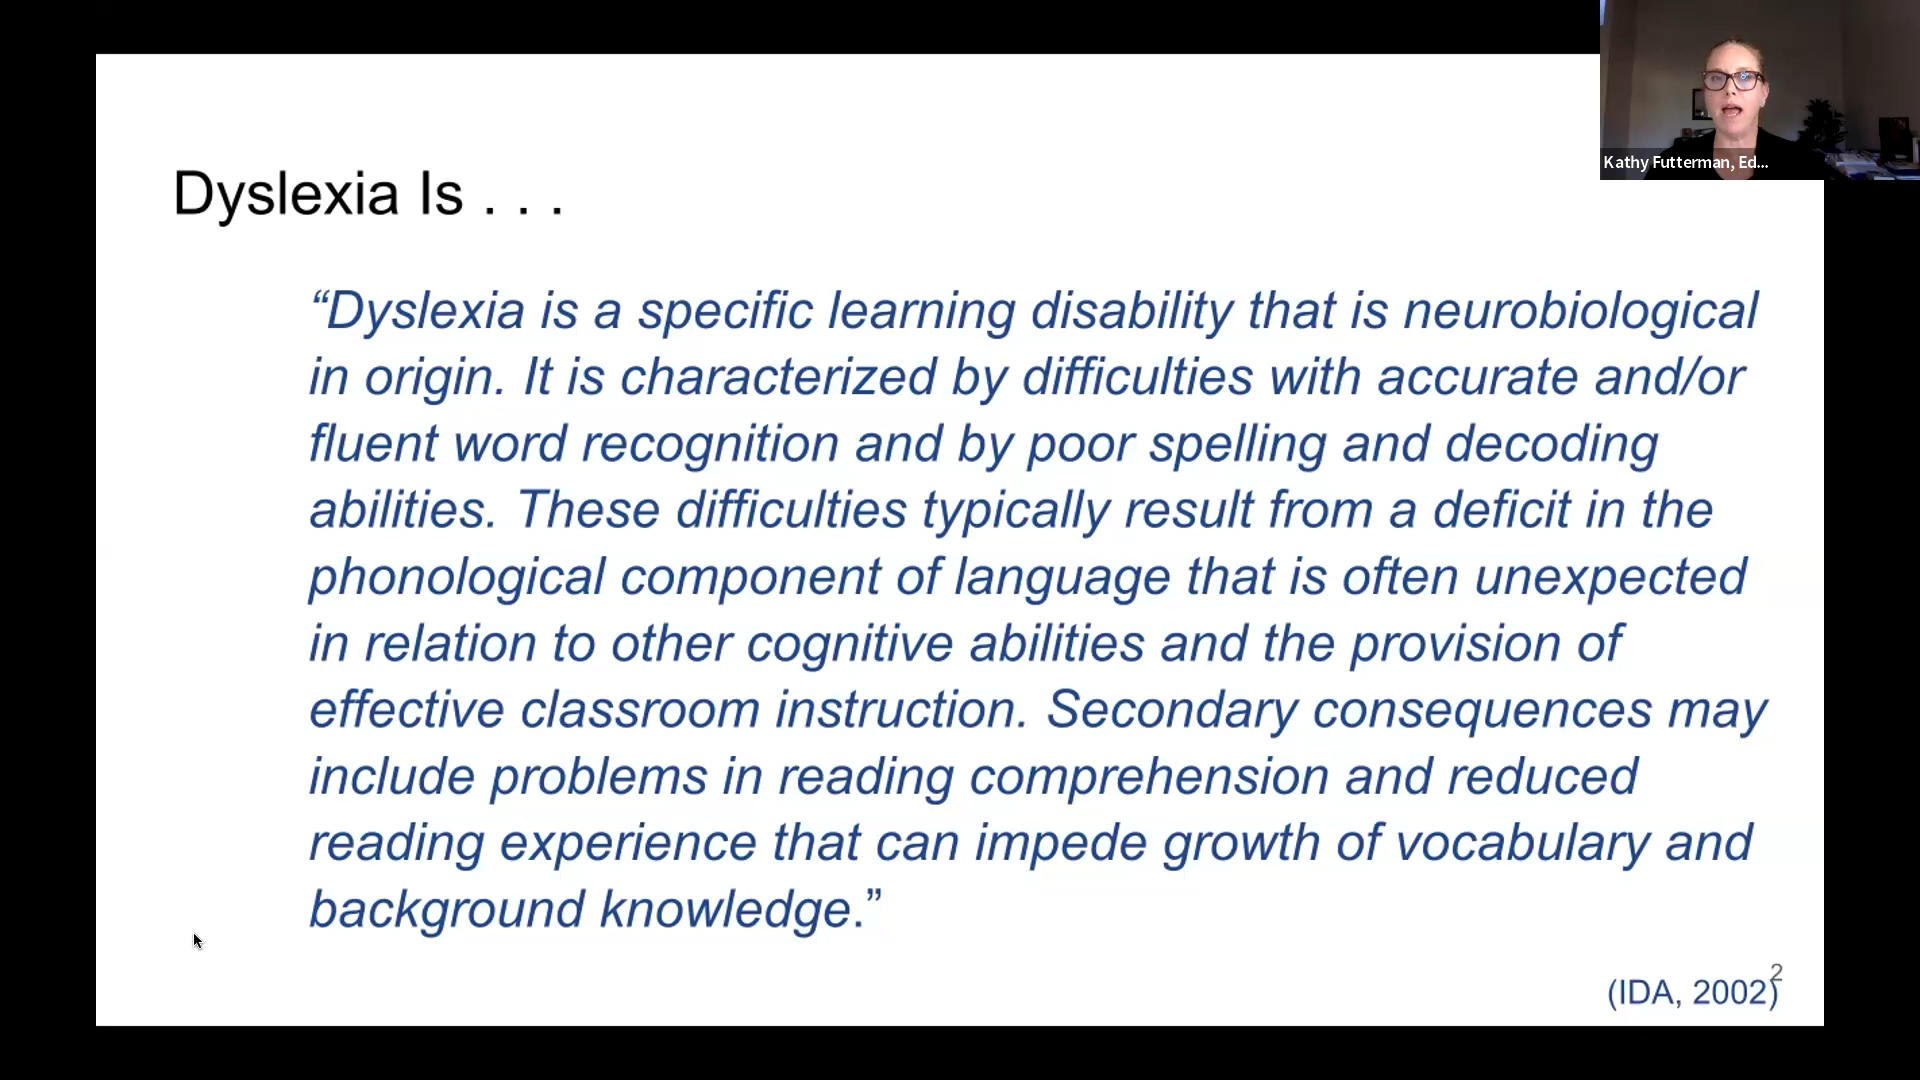 Kathy Futterman, Ed...
Dyslexia Is . . .
“Dyslexia is a specific learning disability that is neurobiological
in origin. It is characterized by difficulties with accurate and/or
fluent word recognition and by poor spelling and decoding
abilities. These difficulties typically result from a deficit in the
phonological component of language that is often unexpected
in relation to other cognitive abilities and the provision of
effective classroom instruction. Secondary consequences may
include problems in reading comprehension and reduced
reading experience that can impede growth of vocabulary and
background knowledge.”
2
(IDA, 2002)